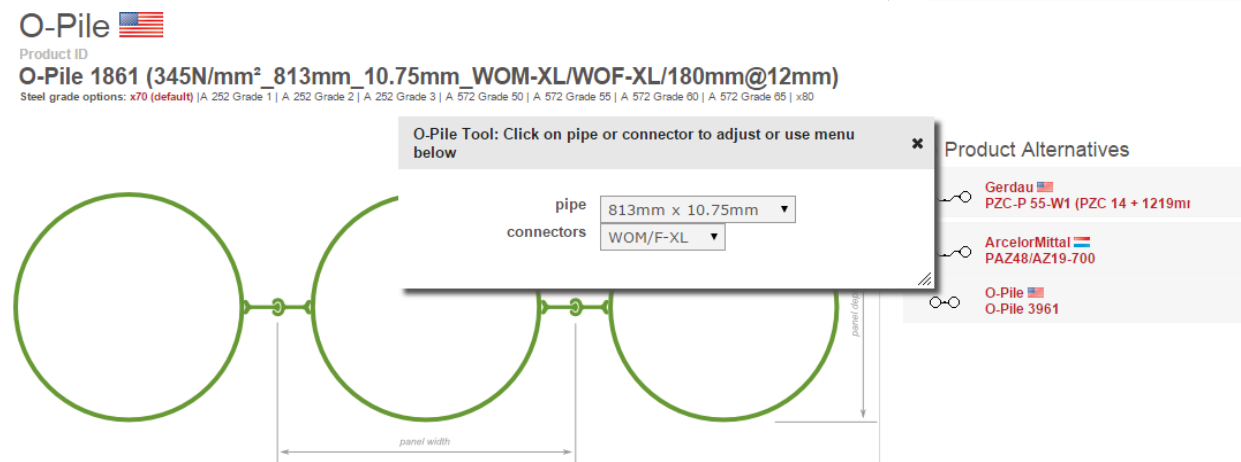 O-Pile
Product ID
O-Pile 1861 (345N/mm²_813mm_10.75mm_WOM-XL/WOF-XL/180mm@12mm)
Steel grade options: x70 (default) |A 252 Grade 1 | A 252 Grade 2 | A 252 Grade 3 | A 572 Grade 50 | A 572 Grade 55 | A 572 Grade 60 | A 572 Grade 65 | x80
O-Pile Tool: Click on pipe or connector to adjust or use menu
below
pipe 813mm x 10.75mm
connectors WOM/F-XL
Product Alternatives
Gerdau
PZC-P 55-W1 (PZC 14 + 1219m
ArcelorMittal
PAZ48/AZ19-700
O-Pile
O-Pile 3961
panel
panel width